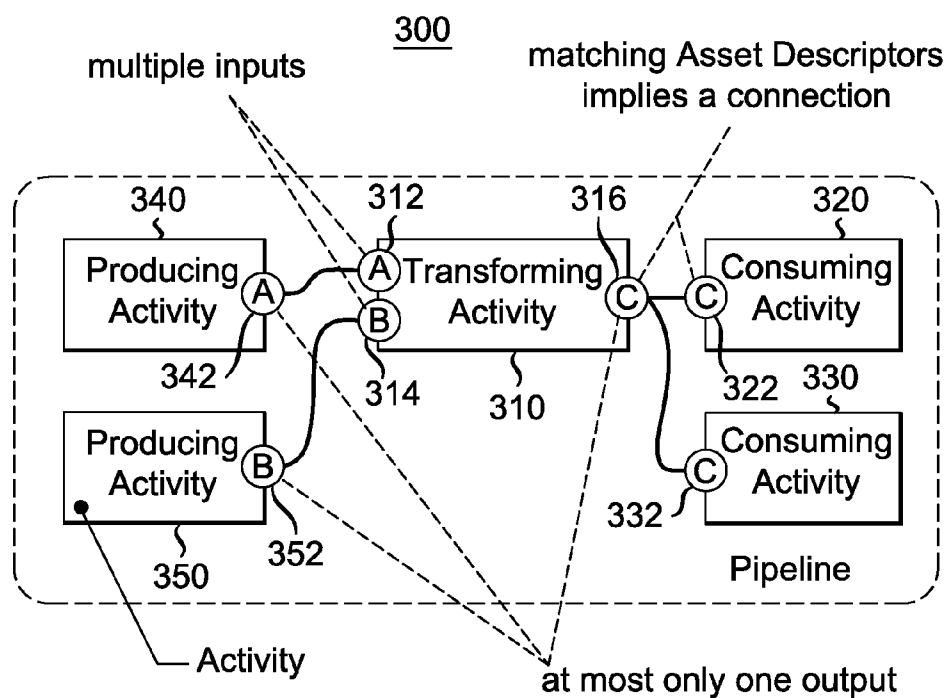 300
multiple inputs
matching Asset Descriptors
implies a connection
340
312
316
320
Producing
Activity
A
A
Transforming
Activity
B
C
C
Consuming
Activity
342
314
310
322
330
Producing
Activity
B
C
Consuming
Activity
352
332
350
Pipeline
Activity
at most only one output